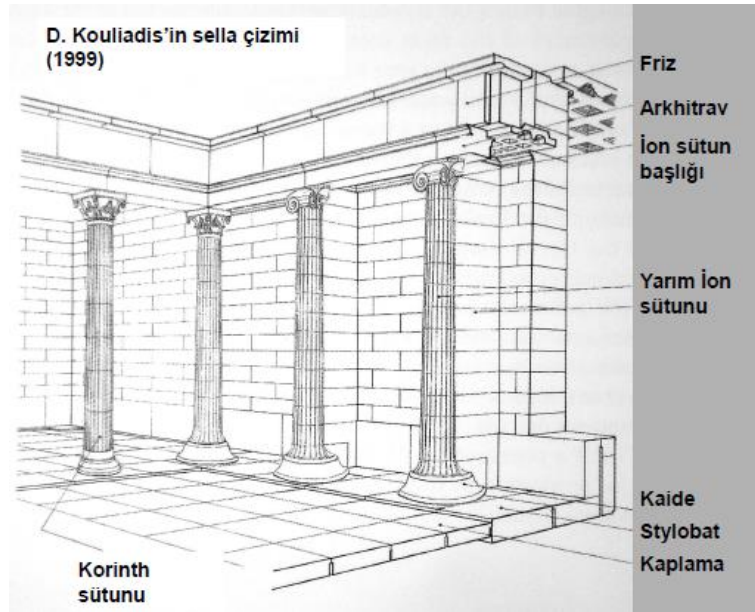 D. Kouliadis’in sella çizimi
(1999)
Friz
Arkhitrav
İon sütun
başlığı
Yarım İon
sütunu
Kaide
Stylobat
Kaplama
Korinth
sütunu